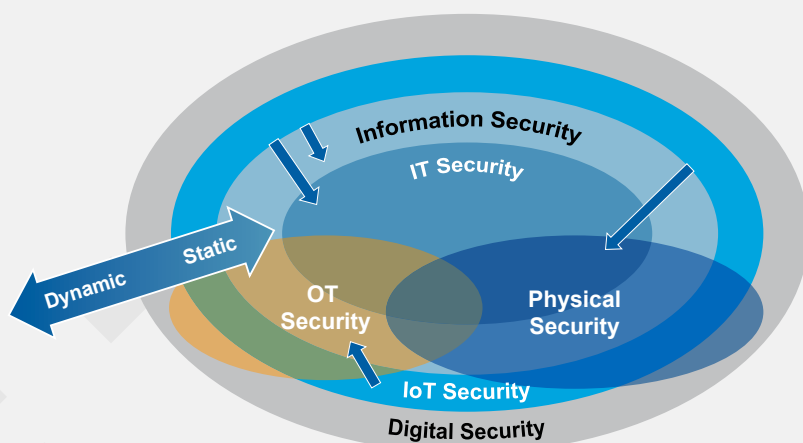 Information Security
IT Security
Static
Dynamic
OT
Security
Physical
Security
IoT Security
Digital Security